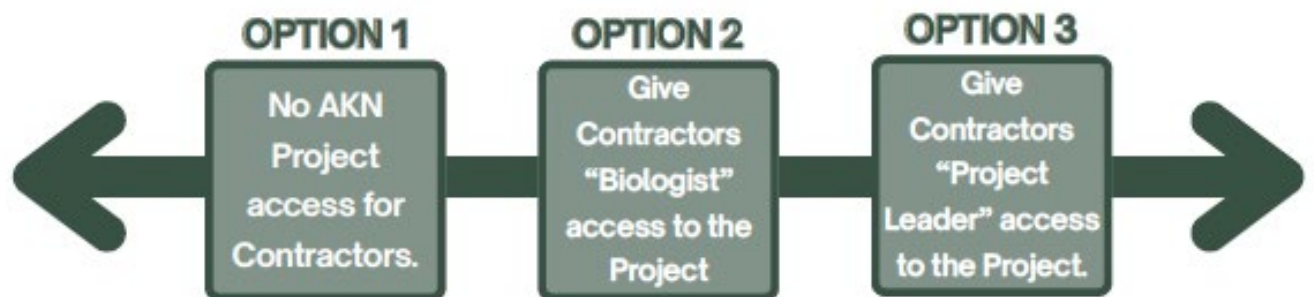 OPTION 1
No AKN
Project
access for
Contractors.
OPTION 2
Give
Contractors
“Biologist”
access to the
Project
OPTION 3
Give
Contractors
“Project
Leader” access
to the Project.